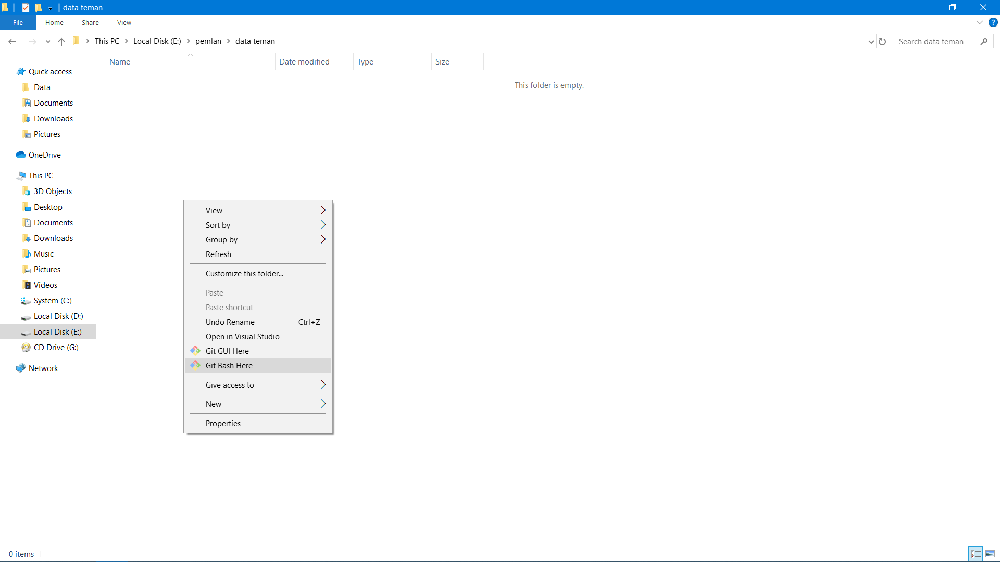 data teman
File Home Share View
This PC Local Disk (E:) pemlan data teman
Search data teman
Name Date modified Type Size
This folder is empty.
Quick access
Data
Documents
Downloads
Pictures
OneDrive
This PC
3D Objects
Desktop
Documents
Downloads
Music
Pictures
Videos
System (C:)
Local Disk (D:)
Local Disk (E:)
CD Drive (G:)
Network
View
Sort by
Group by
Refresh
Customize this folder...
Paste
Paste shortcut
Undo Rename Ctrl+Z
Open in Visual Studio
Git GUI Here
Git Bash Here
Give access to
New
Properties
0 items